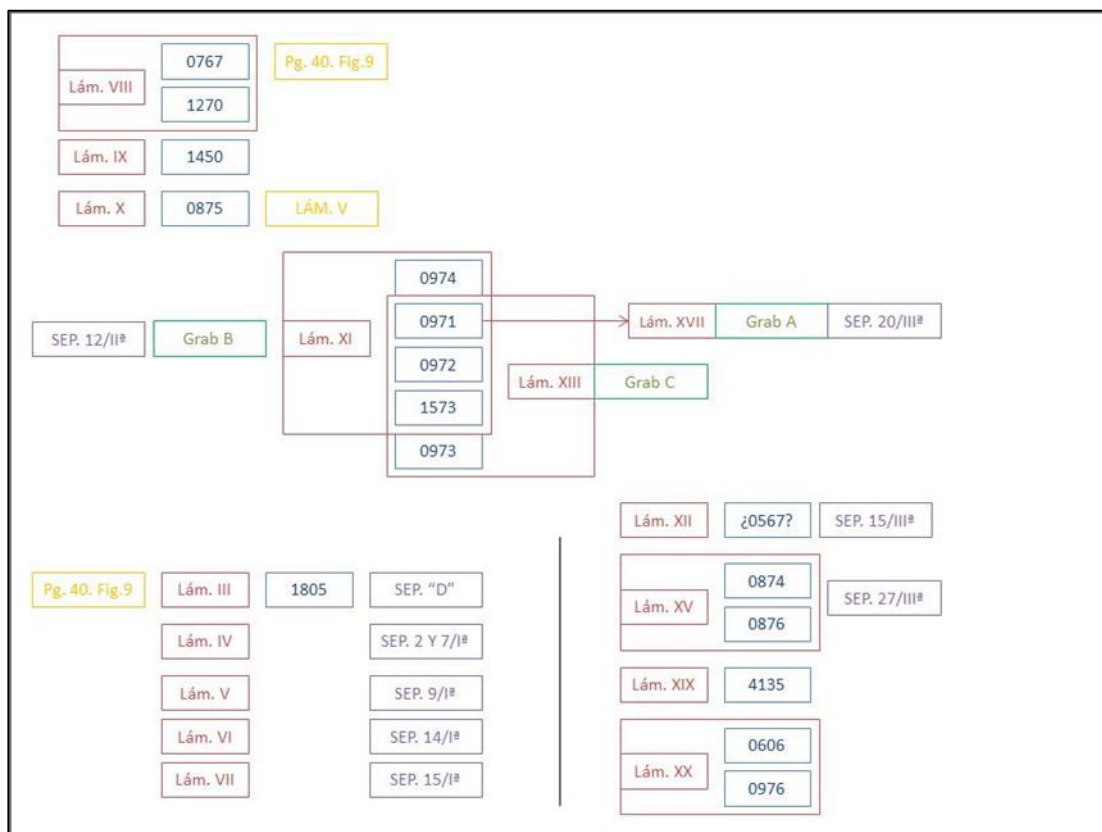 0767 Pg. 40. Fig.9
Lám. VIII
1270
Lám. IX 1450
Lám. X 0875 LÁM. V
0974
0971 Lám. XVII Grab A SEP. 20/IIIª
SEP. 12/IIª Grab B Lám. XI
0972
Lám. XIII Grab C
1573
0973
Pg. 40. Fig.9 Lám. III 1805 SEP. “D”
Lám. IV SEP. 2 Y 7/Iª
Lám. V SEP. 9/Iª
Lám. VI SEP. 14/Iª
Lám. VII SEP. 15/Iª
Lám. XII ¿0567? SEP. 15/IIIª
0874
Lám. XV SEP. 27/IIIª
0876
Lám. XIX 4135
0606
Lám. XX
0976